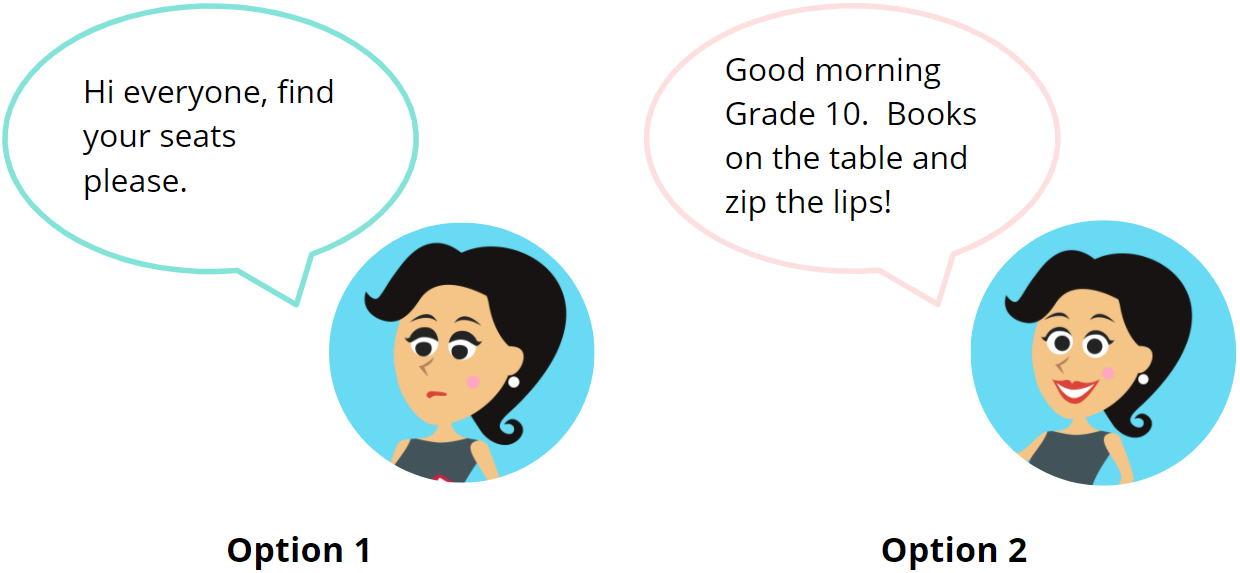 Hi everyone, find
your seats
please.
Good morning
Grade 10.  Books
on the table and
zip the lips!
Option 1
Option 2